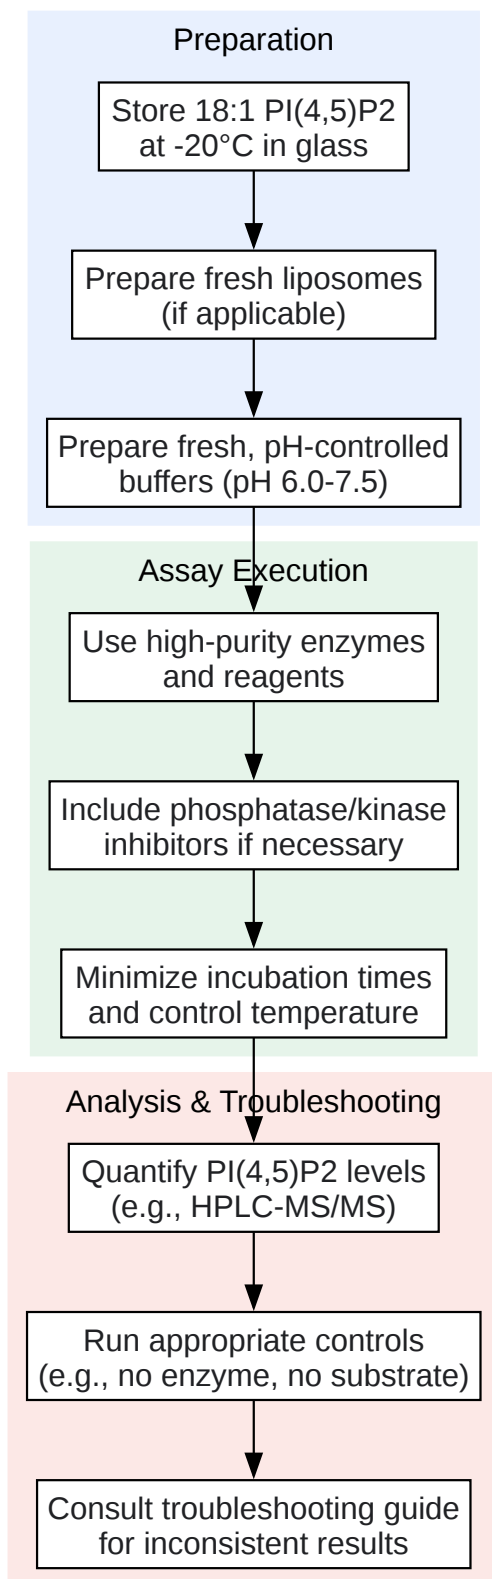 Preparation
Store 18:1 PI(4,5)P2
at -20°C in glass
Prepare fresh liposomes
(if applicable)
Prepare fresh, pH-controlled
buffers (pH 6.0-7.5)
Assay Execution
Use high-purity enzymes
and reagents
Include phosphatase/kinase
inhibitors if necessary
Minimize incubation times
and control temperature
Analysis & Troubleshooting
Quantify PI(4,5)P2 levels
(e.g., HPLC-MS/MS)
Run appropriate controls
(e.g., no enzyme, no substrate)
Consult troubleshooting guide
for inconsistent results